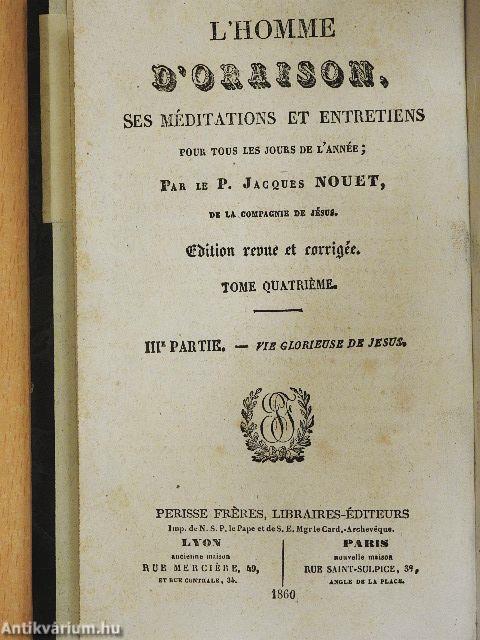 L'HOMME
D'ORAISON,
SES MÉDITATIONS ET ENTRETIENS
POUR TOUS LES JOURS DE L'ANNÉE;
PAR LE P. JACQUES NOUET,
DE LA COMPAGNIE DE JÉSUS.
Edition revue et corrigée.
TOME QUATRIÈME.
IIIE PARTIE. — VIE GLORIEUSE DE JESUS.
PERISSE FRÈRES, LIBRAIRES-ÉDITEURS
Imp. de N. S. P. le Pape et de S. E. Mgr le Card.-Archevêque.
LYON
ancienne maison
RUE MERCIÈRE, 49,
ET RUE CENTRALE, 34.
PARIS
nouvelle maison
RUE SAINT-SULPICE, 38,
ANGLE DE LA PLACE.
1860
Antikvárium.hu